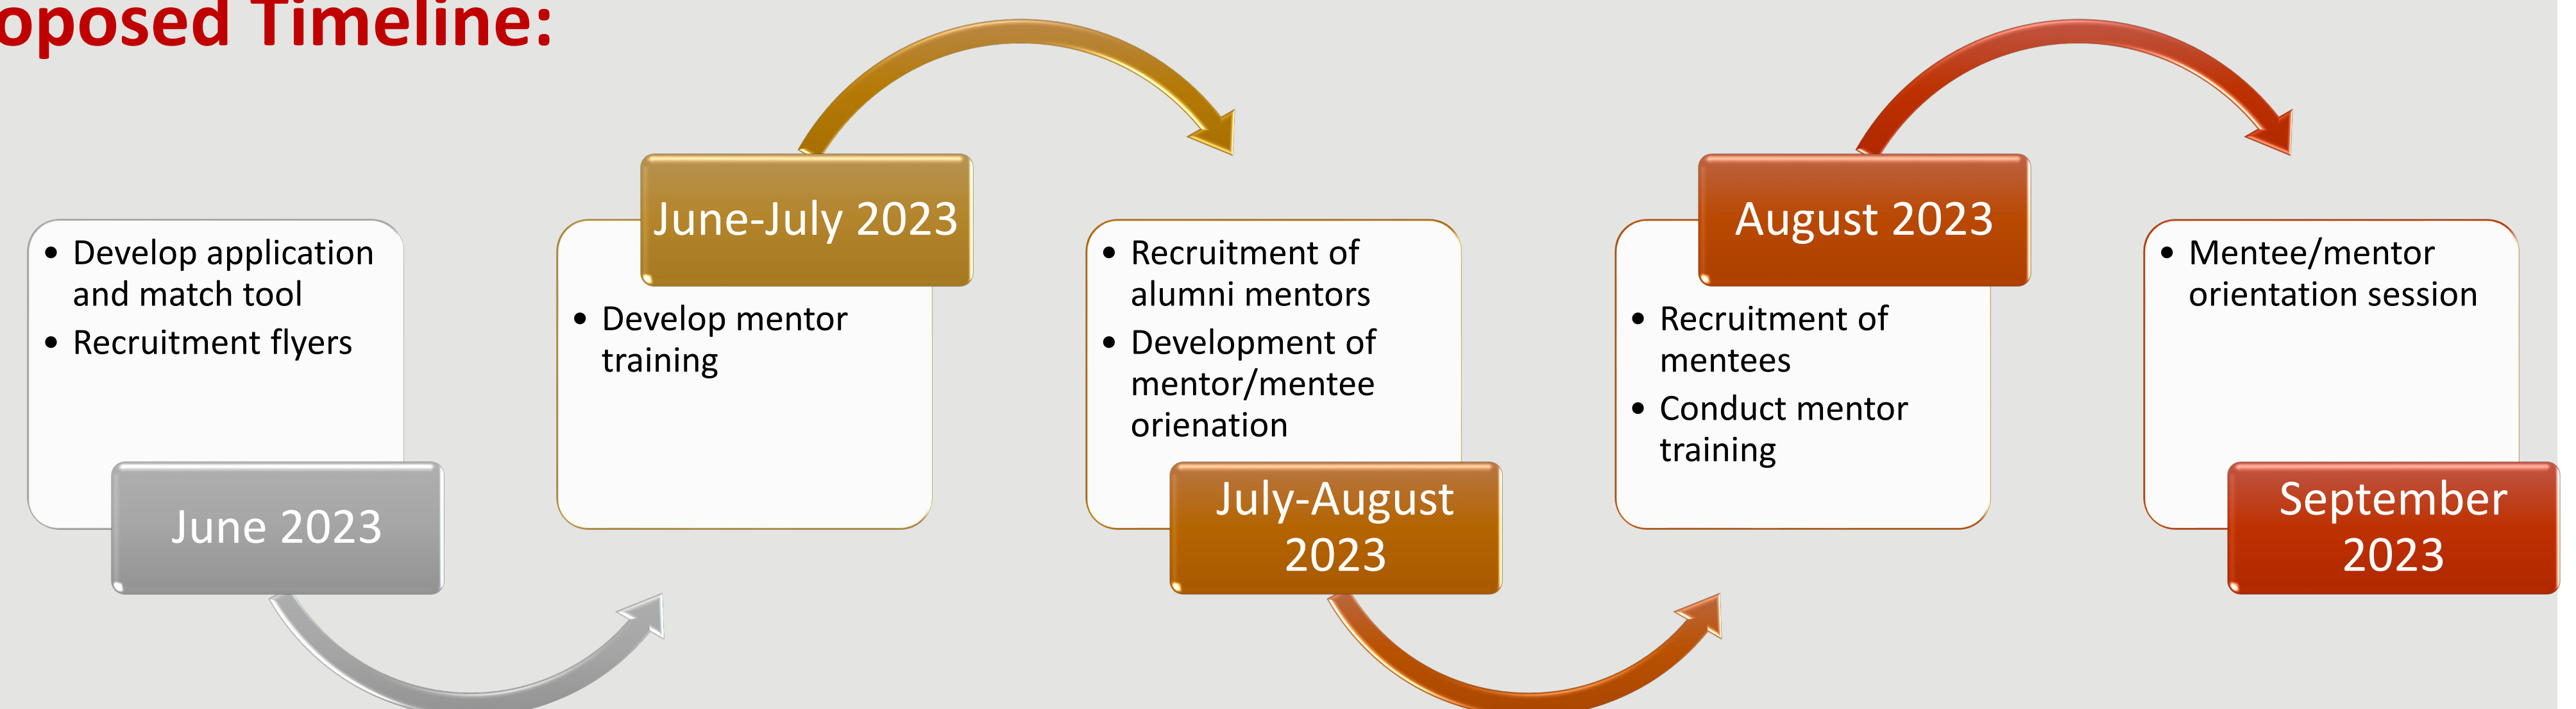 oposed Timeline:
• Develop application
and match tool
• Recruitment flyers
June 2023
June-July 2023
• Develop mentor
training
• Recruitment of
alumni mentors
• Development of
mentor/mentee
orienation
July-August
2023
August 2023
• Recruitment of
mentees
• Conduct mentor
training
• Mentee/mentor
orientation session
September
2023